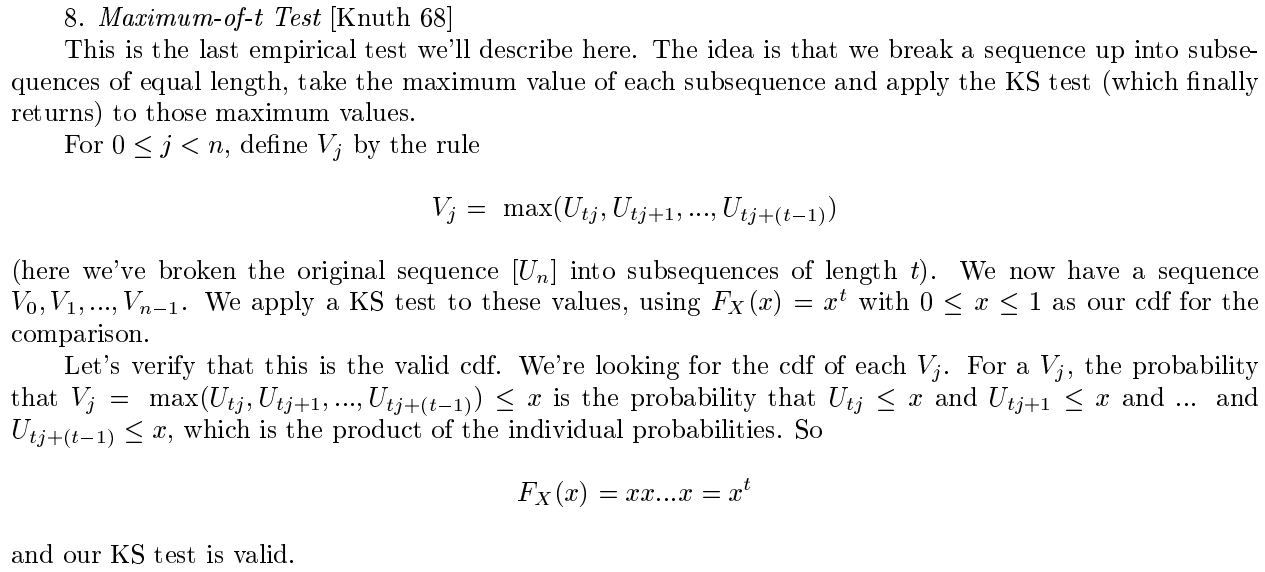 8. Maximum-of-t Test [Knuth 68]
This is the last empirical test we'll describe here. The idea is that we break a sequence up into subse-
quences of equal length, take the maximum value of each subsequence and apply the KS test (which finally
returns) to those maximum values.
For 0 ≤ j < n, define V_j by the rule
V_j = max(U_{tj}, U_{tj+1}, ..., U_{tj+(t−1)})
(here we've broken the original sequence [U_n] into subsequences of length t). We now have a sequence
V_0, V_1, ..., V_{n−1}. We apply a KS test to these values, using F_X(x) = x^t with 0 ≤ x ≤ 1 as our cdf for the
comparison.
Let's verify that this is the valid cdf. We're looking for the cdf of each V_j. For a V_j, the probability
that V_j = max(U_{tj}, U_{tj+1}, ..., U_{tj+(t−1)}) ≤ x is the probability that U_{tj} ≤ x and U_{tj+1} ≤ x and ... and
U_{tj+(t−1)} ≤ x, which is the product of the individual probabilities. So
F_X(x) = xx...x = x^t
and our KS test is valid.